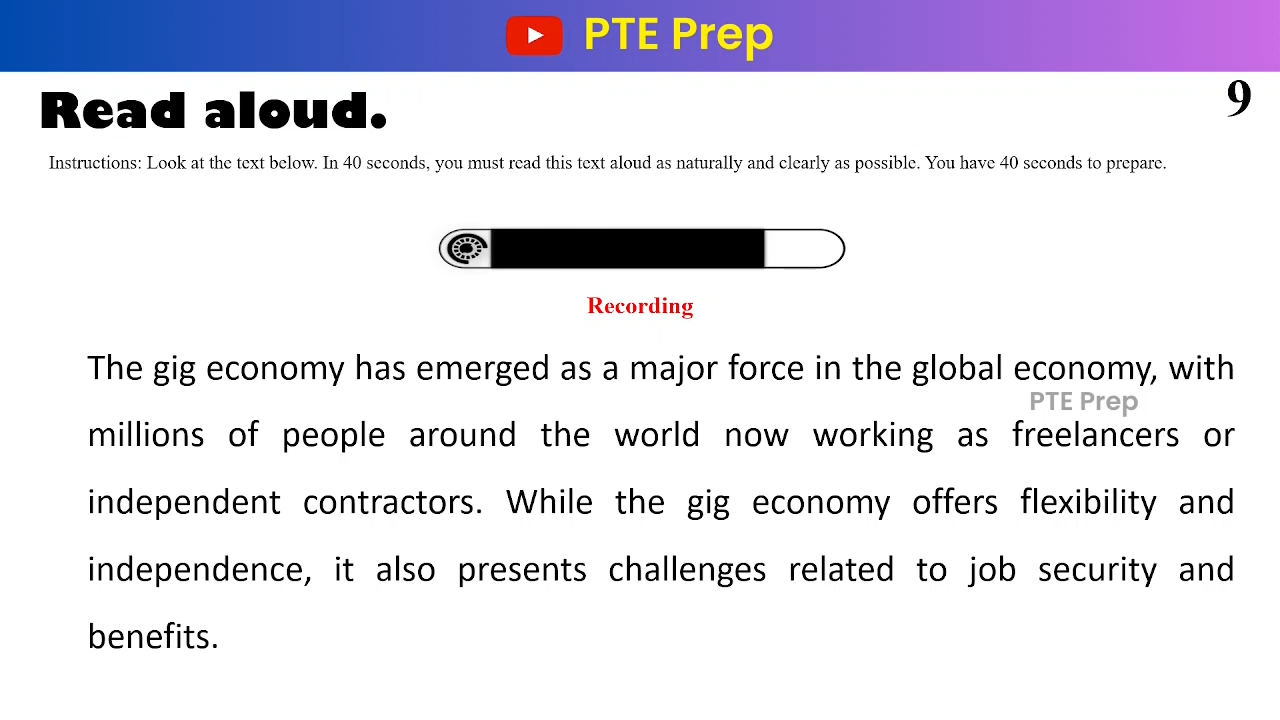 PTE Prep
Read aloud.
9
Instructions: Look at the text below. In 40 seconds, you must read this text aloud as naturally and clearly as possible. You have 40 seconds to prepare.
Recording
The gig economy has emerged as a major force in the global economy, with
PTE Prep
millions of people around the world now working as freelancers or
independent contractors. While the gig economy offers flexibility and
independence, it also presents challenges related to job security and
benefits.